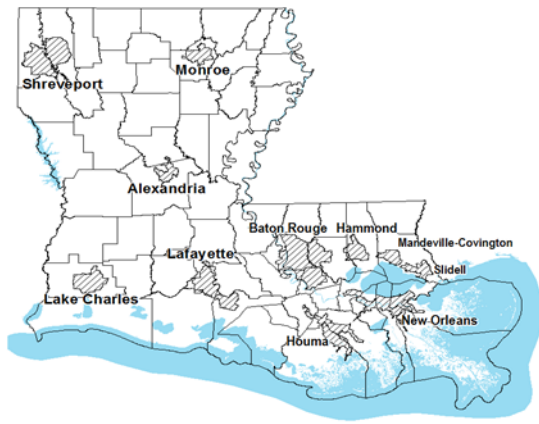 Monroe
Shreveport
Alexandria
Baton Rouge
Hammond
Mandeville-Covington
Lafayette
Slidell
Lake Charles
New Orleans
Houma